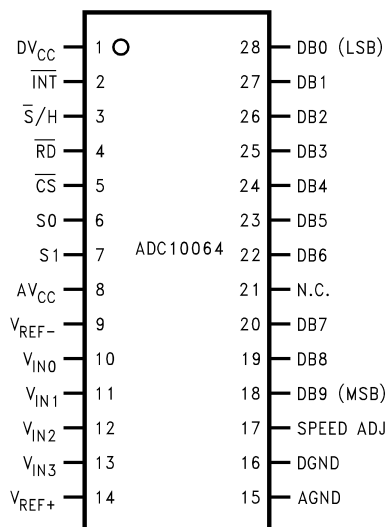 DVCC 1 28 DB0 (LSB)
INT 2 27 DB1
S/H 3 26 DB2
RD 4 25 DB3
CS 5 24 DB4
S0 6 23 DB5
S1 7 ADC10064 22 DB6
AVCC 8 21 N.C.
VREF- 9 20 DB7
VIN0 10 19 DB8
VIN1 11 18 DB9 (MSB)
VIN2 12 17 SPEED ADJ
VIN3 13 16 DGND
VREF+ 14 15 AGND